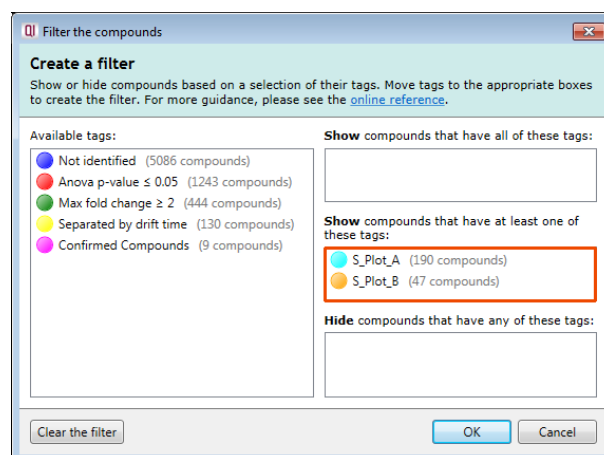 QI Filter the compounds
Create a filter
Show or hide compounds based on a selection of their tags. Move tags to the appropriate boxes
to create the filter. For more guidance, please see the online reference.
Available tags:
Not identified (5086 compounds)
Anova p-value ≤ 0.05 (1243 compounds)
Max fold change ≥ 2 (444 compounds)
Separated by drift time (130 compounds)
Confirmed Compounds (9 compounds)
Show compounds that have all of these tags:
Show compounds that have at least one of
these tags:
S_Plot_A (190 compounds)
S_Plot_B (47 compounds)
Hide compounds that have any of these tags:
Clear the filter
OK
Cancel